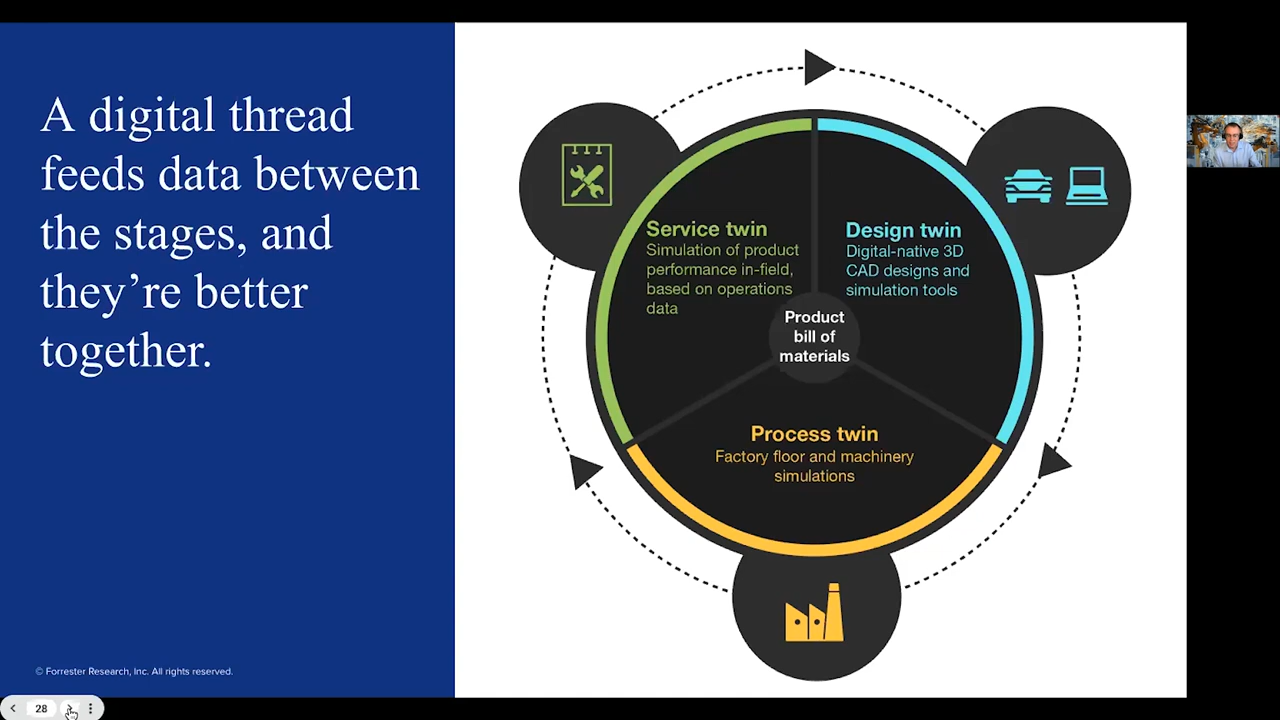 A digital thread
feeds data between
the stages, and
they’re better
together.
Service twin
Simulation of product
performance in-field,
based on operations
data
Design twin
Digital-native 3D
CAD designs and
simulation tools
Product
bill of
materials
Process twin
Factory floor and machinery
simulations
© Forrester Research, Inc. All rights reserved.
28